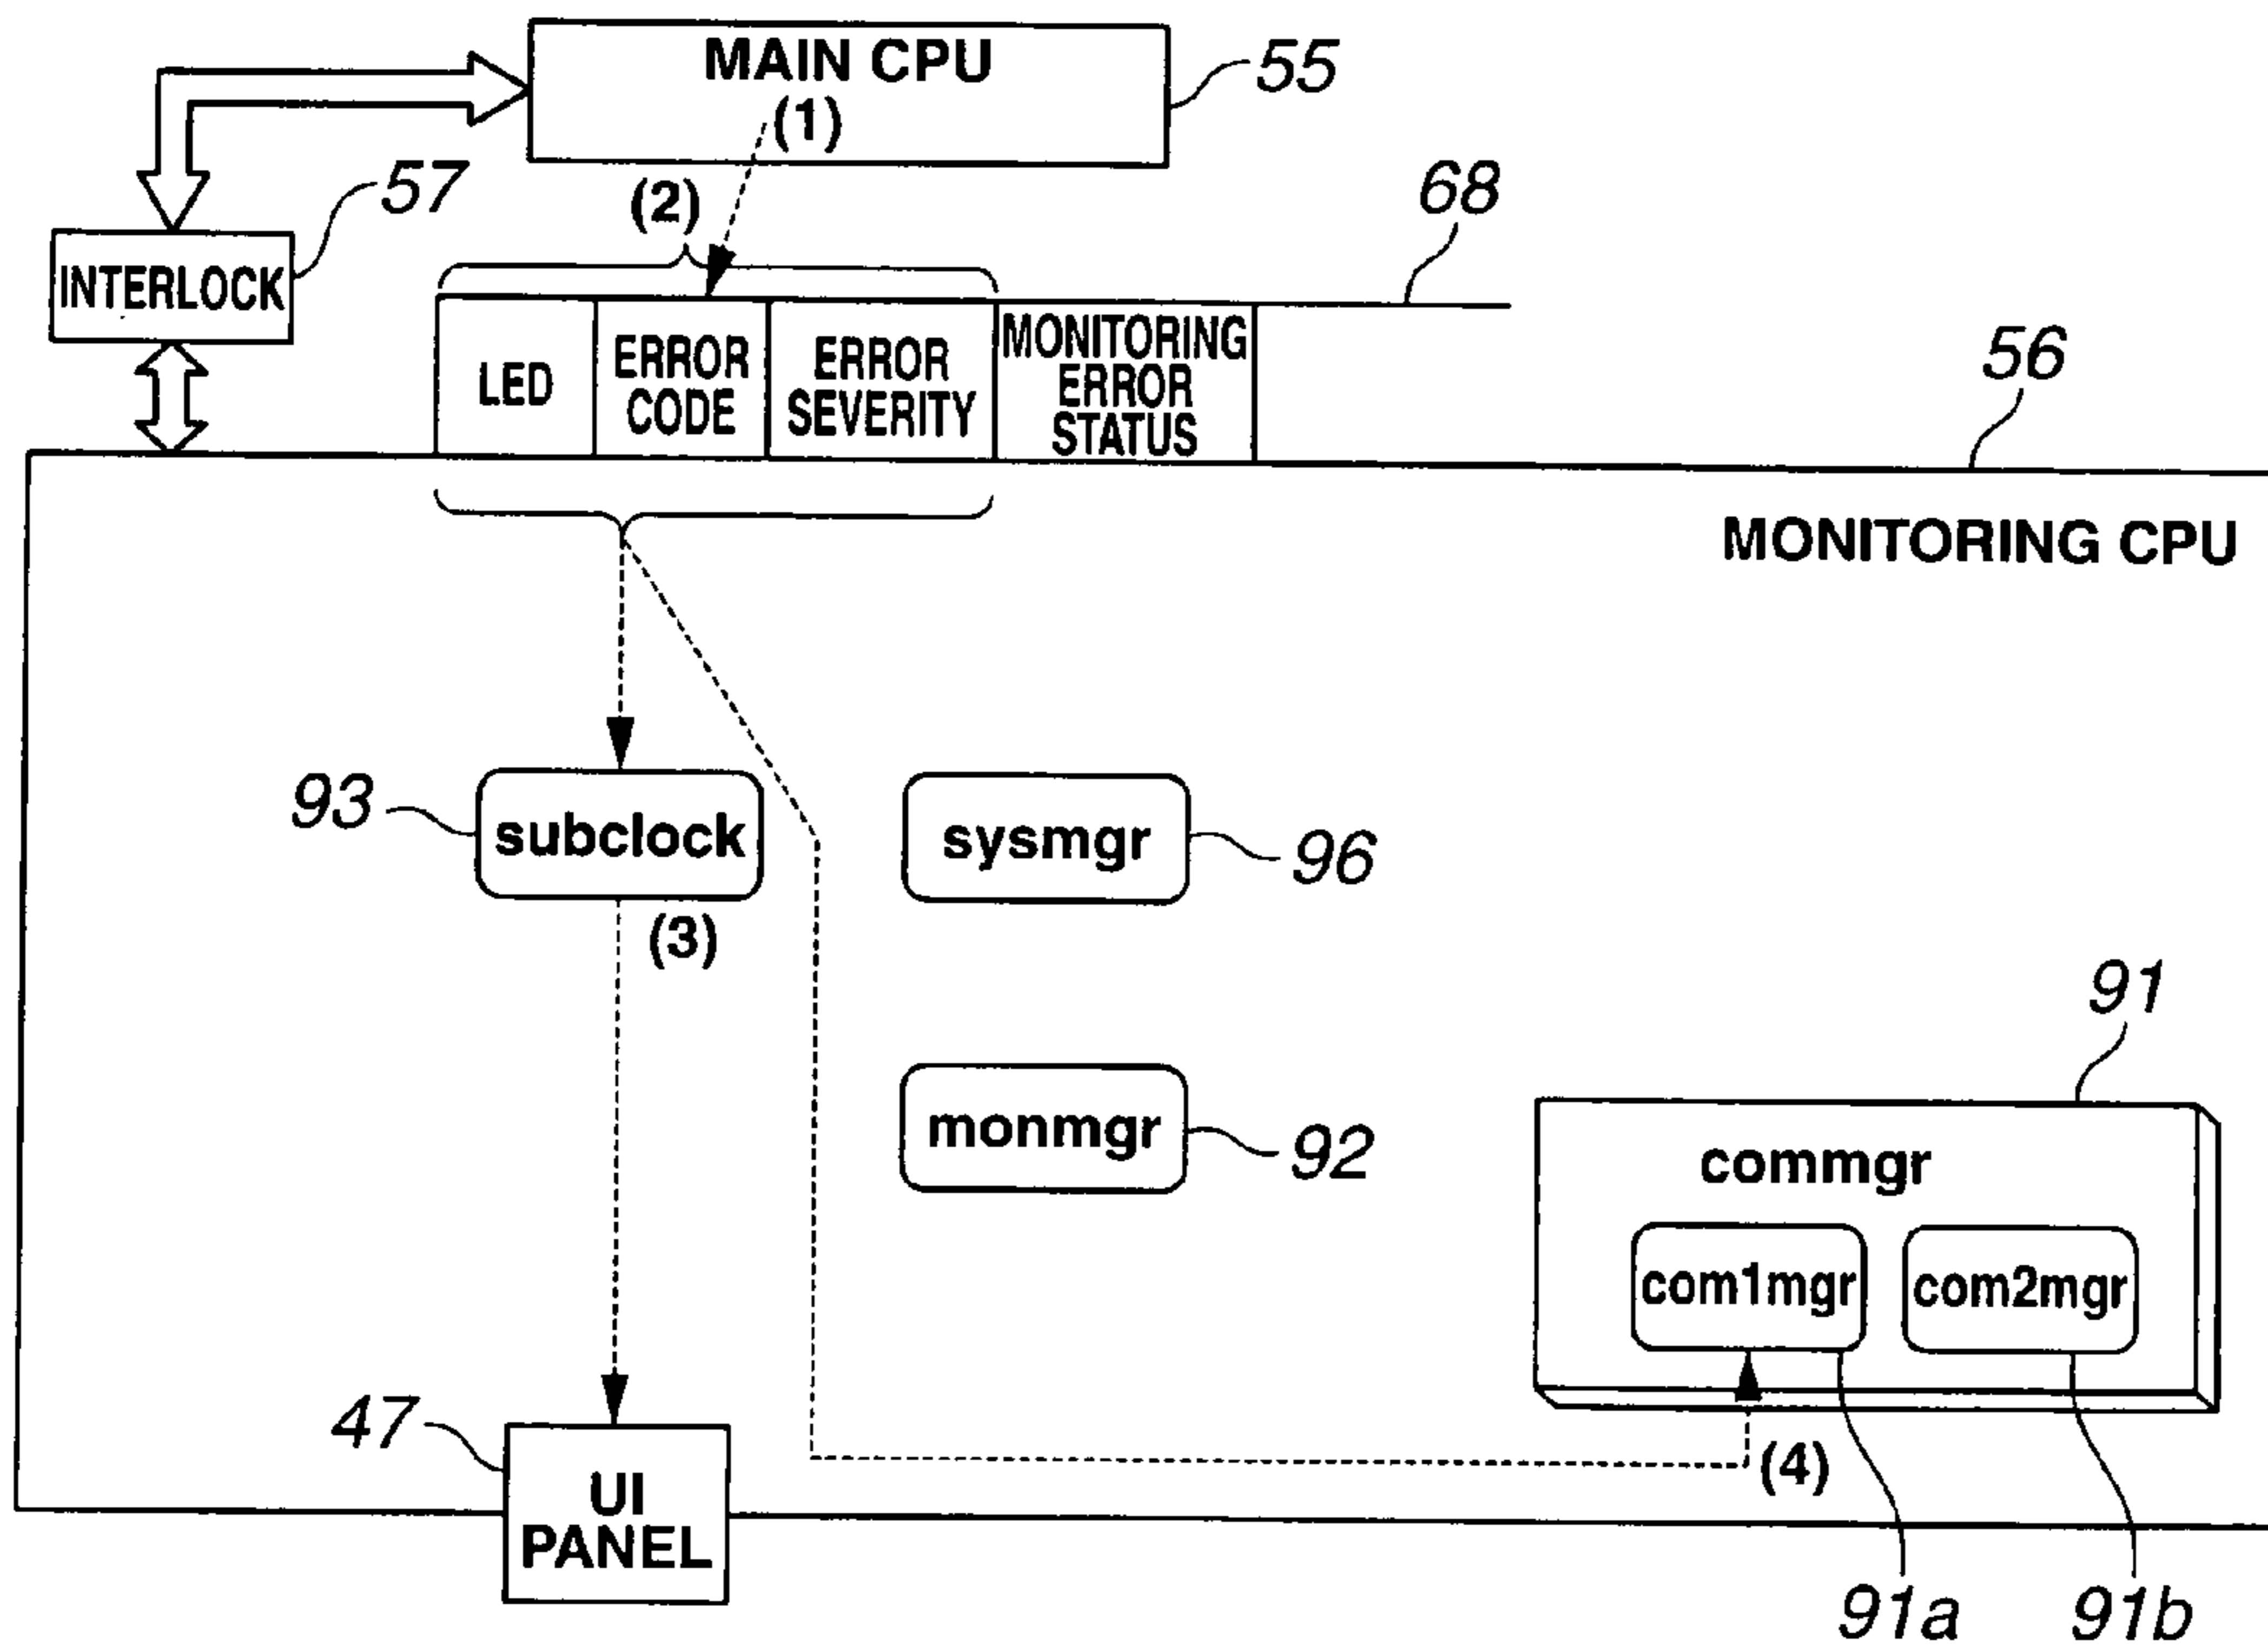 MAIN CPU
(1)
55
57
(2)
68
INTERLOCK
LED
ERROR
CODE
ERROR
SEVERITY
MONITORING
ERROR
STATUS
56
MONITORING CPU
93
subclock
sysmgr
96
(3)
91
monmgr
92
commgr
com1mgr
com2mgr
47
UI
PANEL
(4)
91a
91b